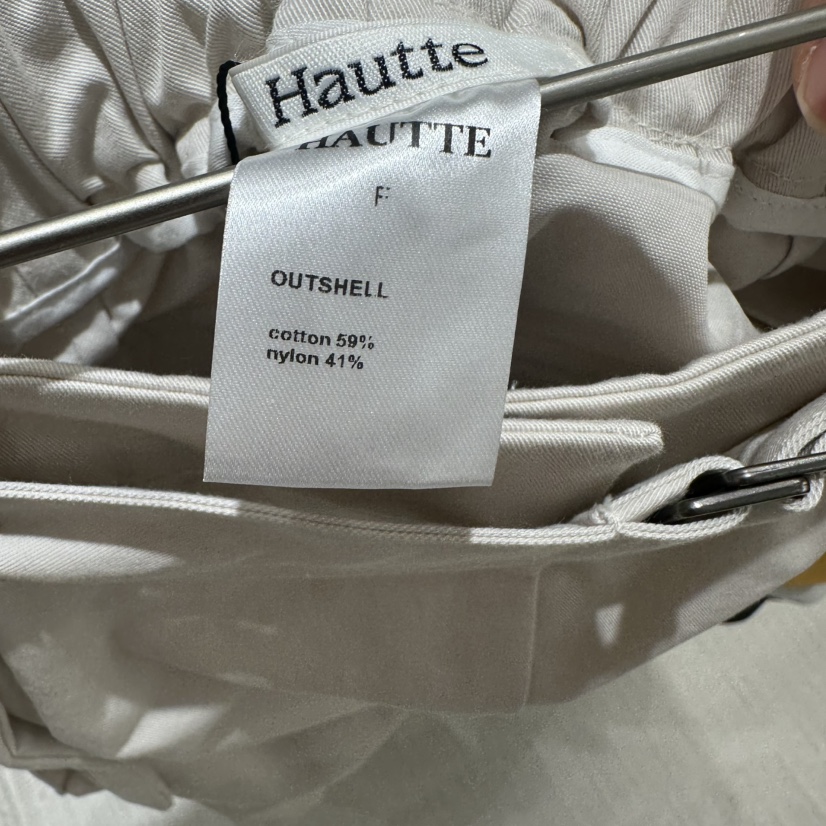 Hautte
HAUTTE
F
OUTSHELL
cotton 59%
nylon 41%